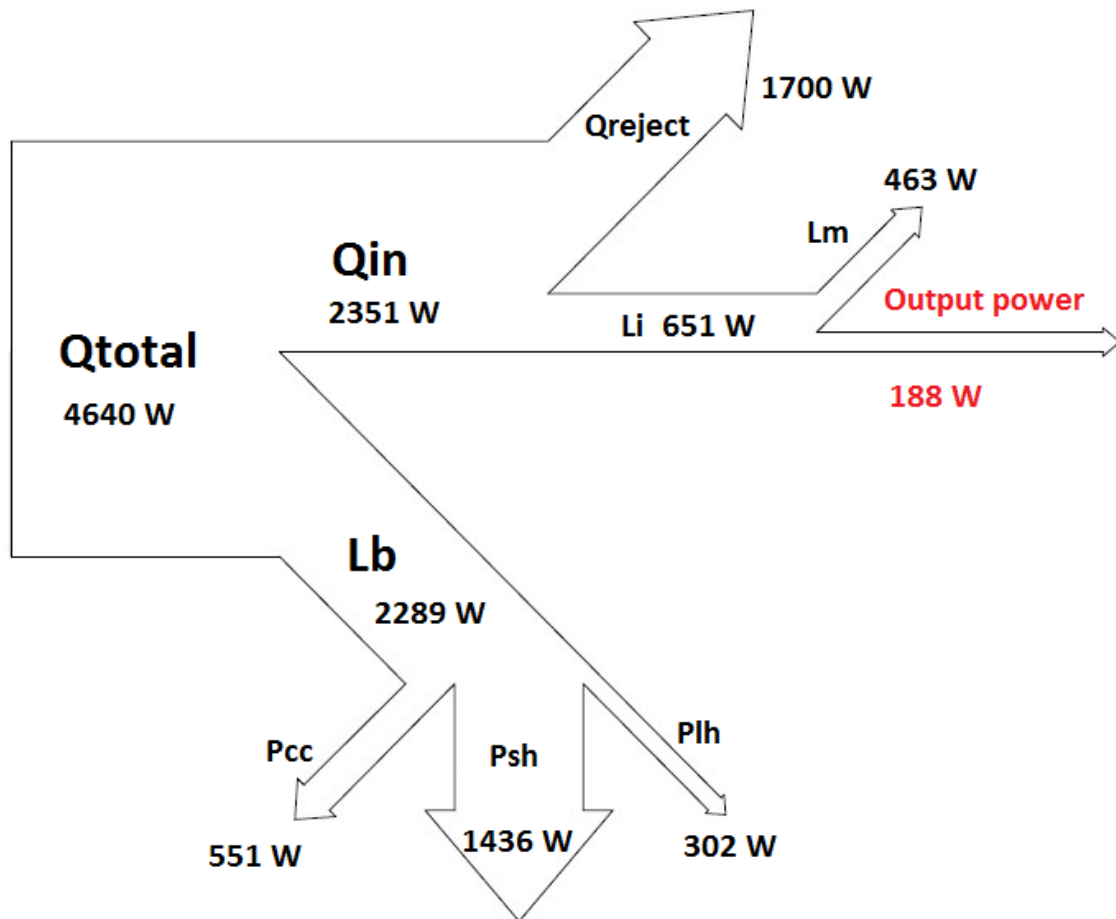 1700 W
Qreject
463 W
Lm
Qin
2351 W
Output power
Li 651 W
Qtotal
4640 W
188 W
Lb
2289 W
Pcc
Psh
Plh
551 W
1436 W
302 W